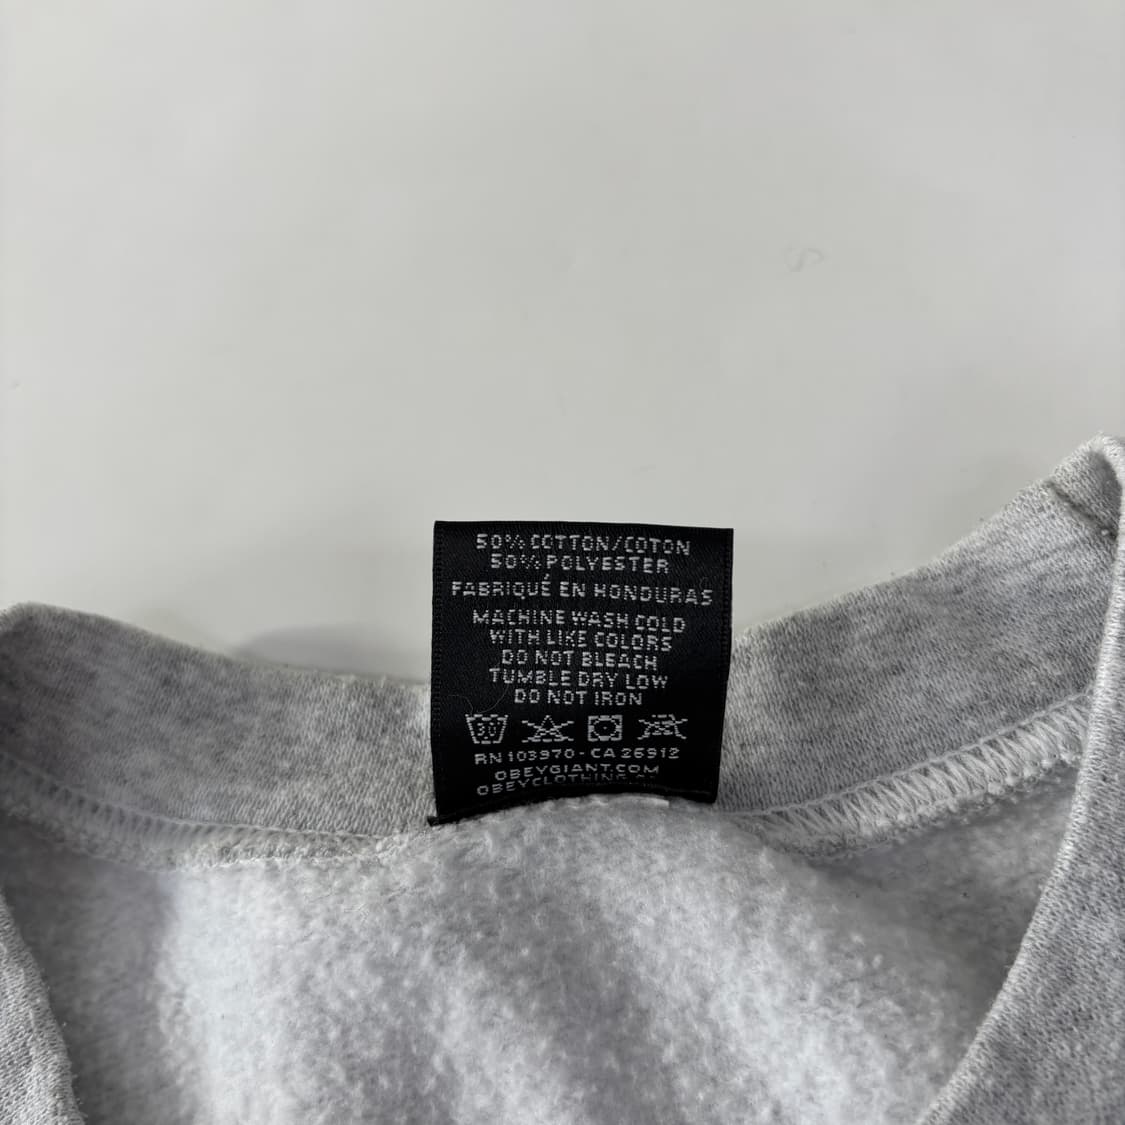 50% COTTON/COTON
50% POLYESTER
FABRIQUÉ EN HONDURAS
MACHINE WASH COLD
WITH LIKE COLORS
DO NOT BLEACH
TUMBLE DRY LOW
DO NOT IRON
30
RN 103970 - CA 26912
OBEYGIANT.COM
OBEYCLOTHING